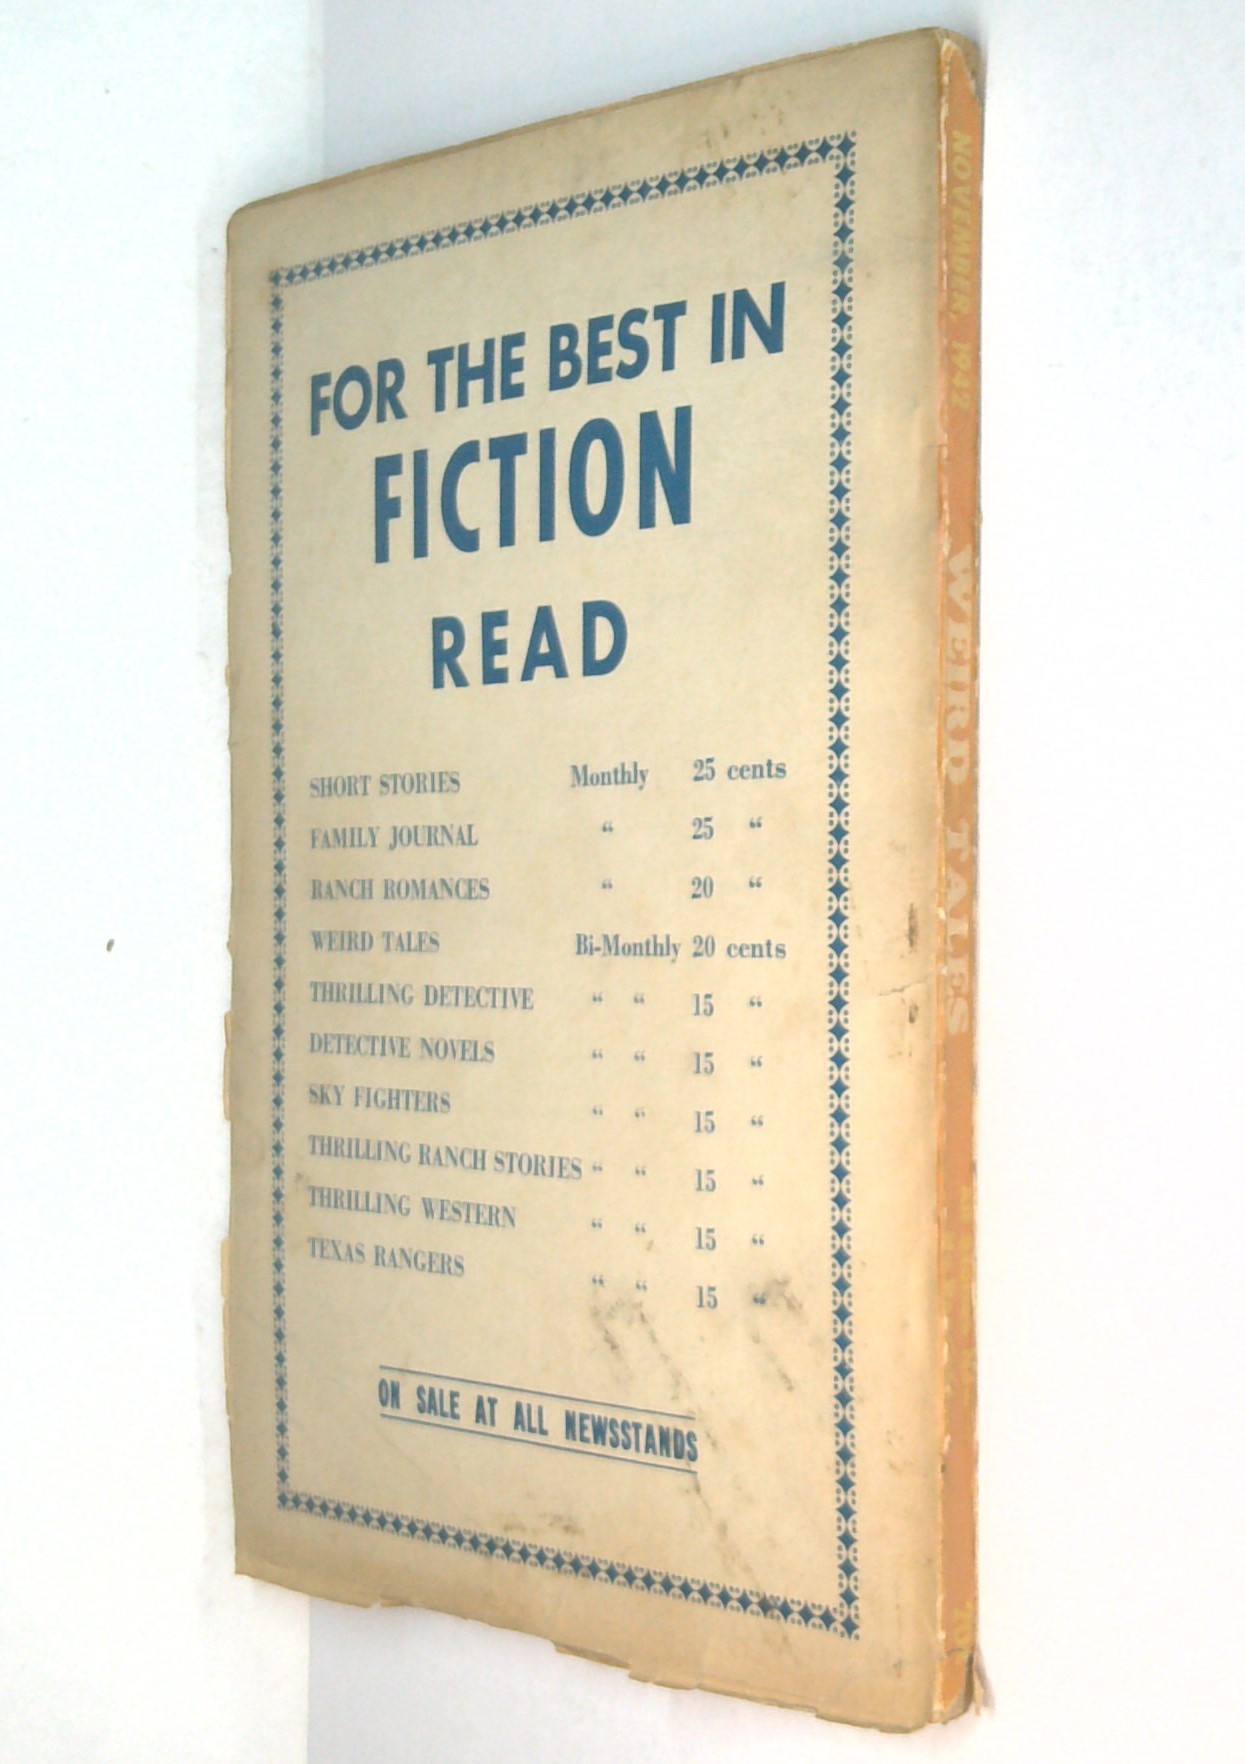 FOR THE BEST IN
FICTION
READ
SHORT STORIES Monthly 25 cents
FAMILY JOURNAL “ 25 “
RANCH ROMANCES “ 20 “
WEIRD TALES Bi-Monthly 20 cents
THRILLING DETECTIVE “ “ 15 “
DETECTIVE NOVELS “ “ 15 “
SKY FIGHTERS “ “ 15 “
THRILLING RANCH STORIES “ “ 15 “
THRILLING WESTERN “ “ 15 “
TEXAS RANGERS “ “ 15 “
ON SALE AT ALL NEWSSTANDS
NOVEMBER, 1942
WEIRD TALES